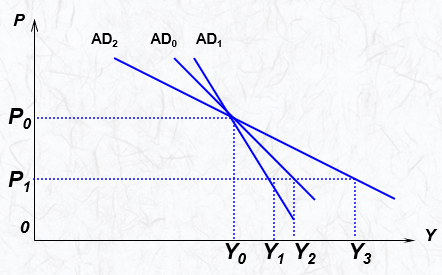 P
AD₂ AD₀ AD₁
P₀
P₁
0
Y
Y₀ Y₁ Y₂ Y₃